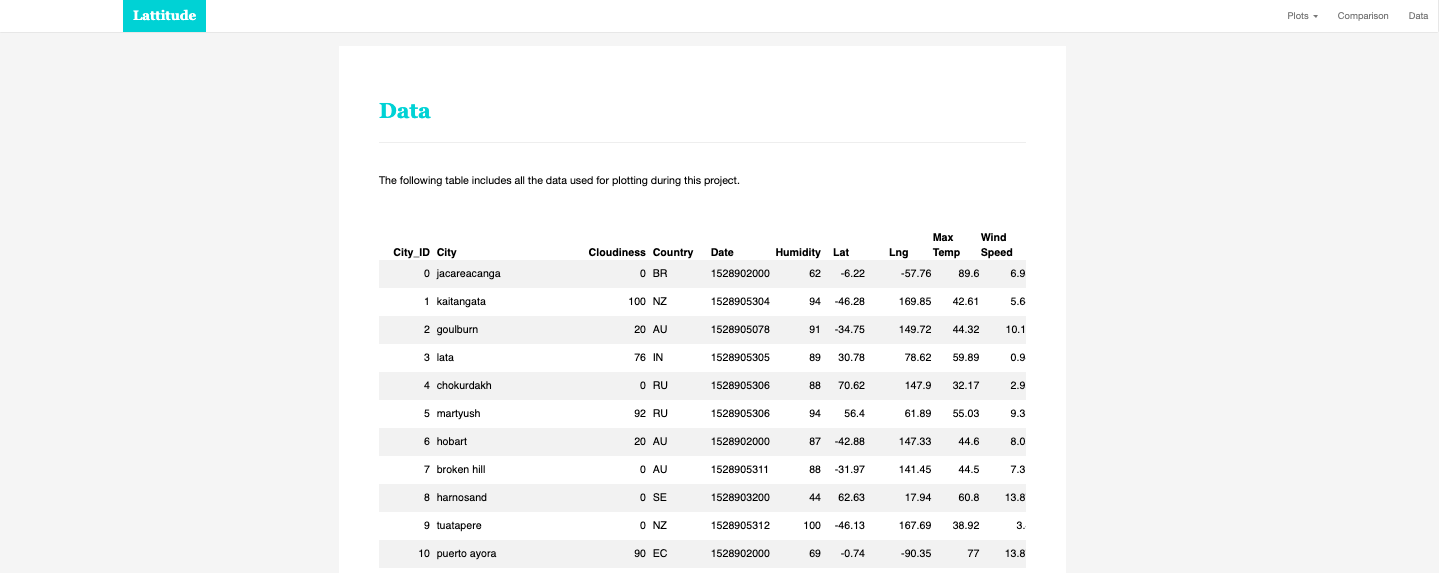 Lattitude
Plots Comparison Data
Data
The following table includes all the data used for plotting during this project.
City_ID City Cloudiness Country Date Humidity Lat Lng Max Temp Wind Speed
0 jacareacanga 0 BR 1528902000 62 -6.22 -57.76 89.6 6.9
1 kaitangata 100 NZ 1528905304 94 -46.28 169.85 42.61 5.6
2 goulburn 20 AU 1528905078 91 -34.75 149.72 44.32 10.1
3 lata 76 IN 1528905305 89 30.78 78.62 59.89 0.9
4 chokurdakh 0 RU 1528905306 88 70.62 147.9 32.17 2.9
5 martyush 92 RU 1528905306 94 56.4 61.89 55.03 9.3
6 hobart 20 AU 1528902000 87 -42.88 147.33 44.6 8.0
7 broken hill 0 AU 1528905311 88 -31.97 141.45 44.5 7.3
8 harnosand 0 SE 1528903200 44 62.63 17.94 60.8 13.8
9 tuatapere 0 NZ 1528905312 100 -46.13 167.69 38.92 3.
10 puerto ayora 90 EC 1528902000 69 -0.74 -90.35 77 13.8